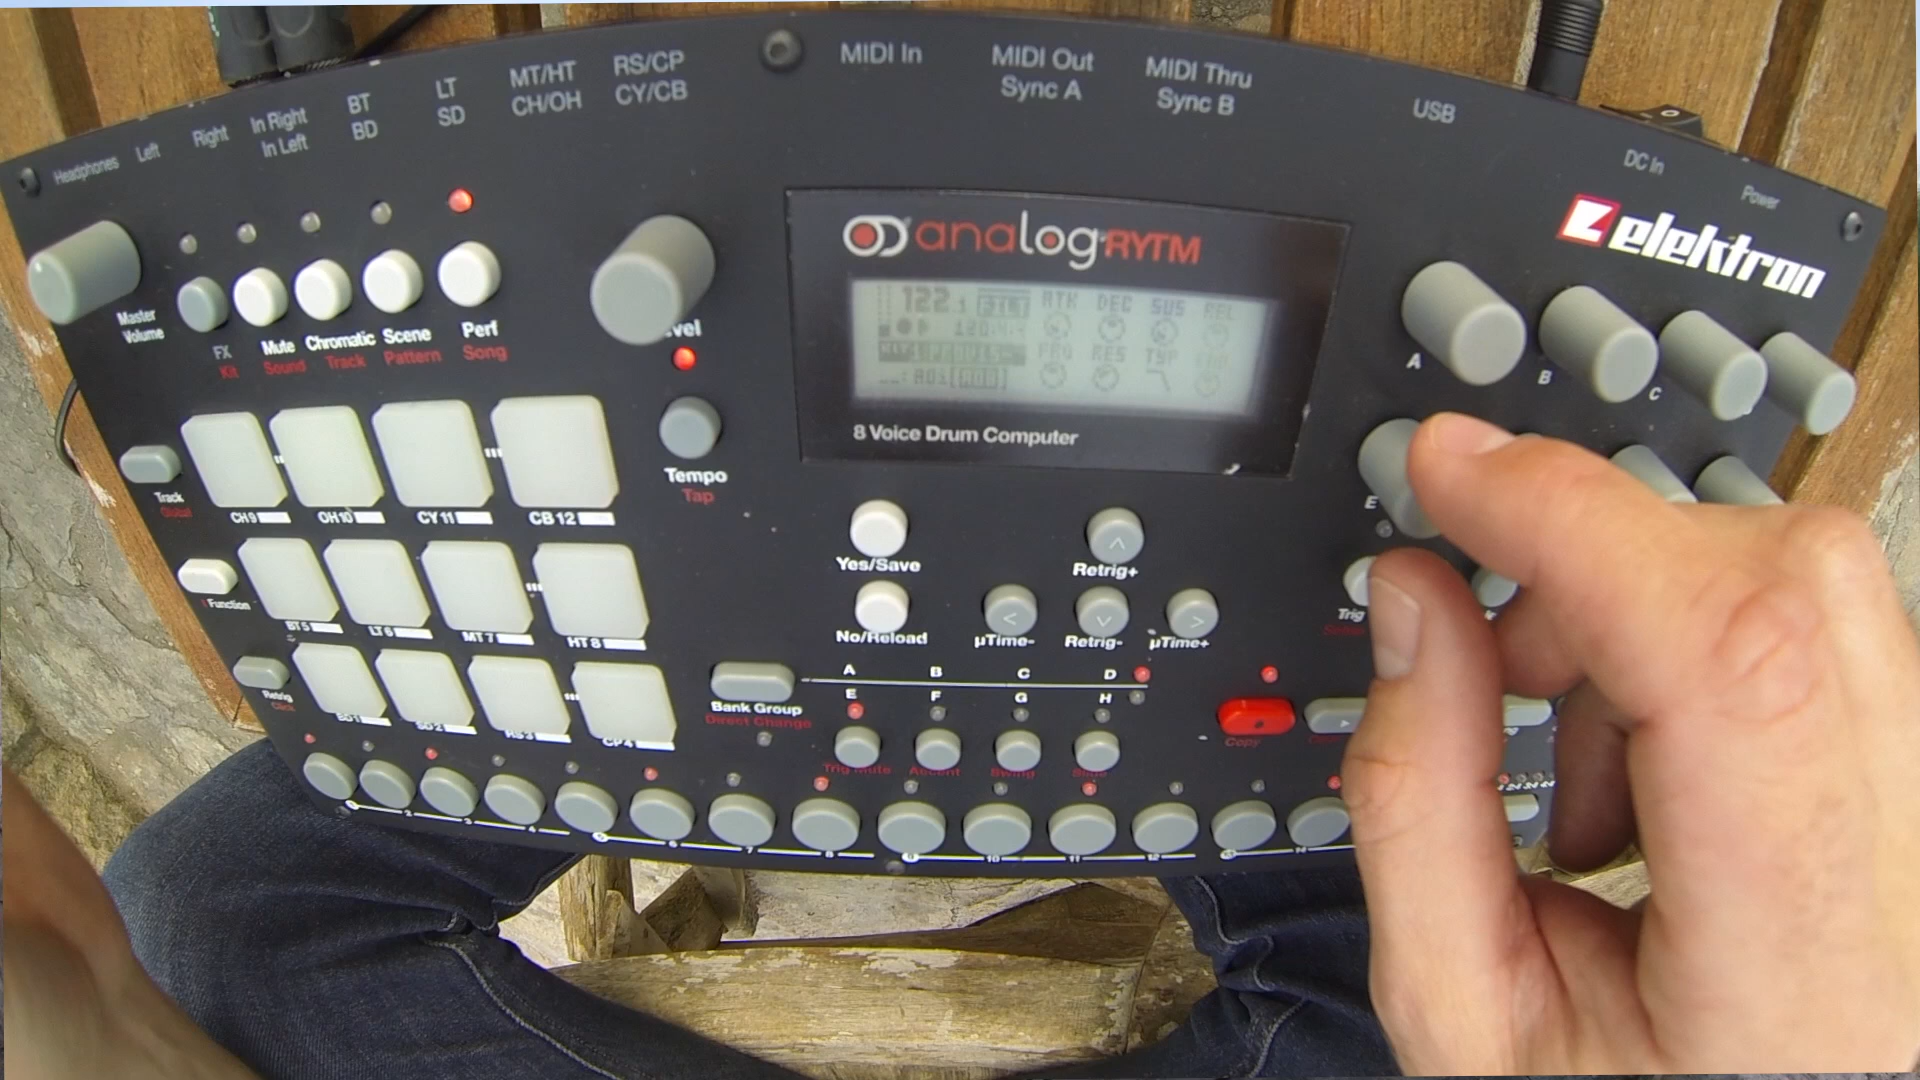 MIDI In
MIDI Out
Sync A
MIDI Thru
Sync B
USB
DC In
Power
Headphones
Left
Right
In Right
In Left
BT
BD
LT
SD
MT/HT
CH/OH
RS/CP
CY/CB
elektron
analog RYTM
122
ATK DEC SUS REL
RES
8 Voice Drum Computer
Master
Volume
FX
Kit
Mute
Sound
Chromatic
Track
Scene
Pattern
Perf
Song
Tempo
Tap
A
B
C
E
Track
Global
Function
Retrig
Click
CH 9
OH 10
CY 11
CB 12
BT 5
LT 6
MT 7
HT 8
BD 1
SD 2
RS 3
CP 4
Yes/Save
No/Reload
Retrig+
µTime-
Retrig-
µTime+
Trig
Bank Group
Direct Change
A B C D
E F G H
Trig Mute
Accent
Swing
Slide
Copy
1 2 3 4 5 6 7 8 9 10 11 12 13 14